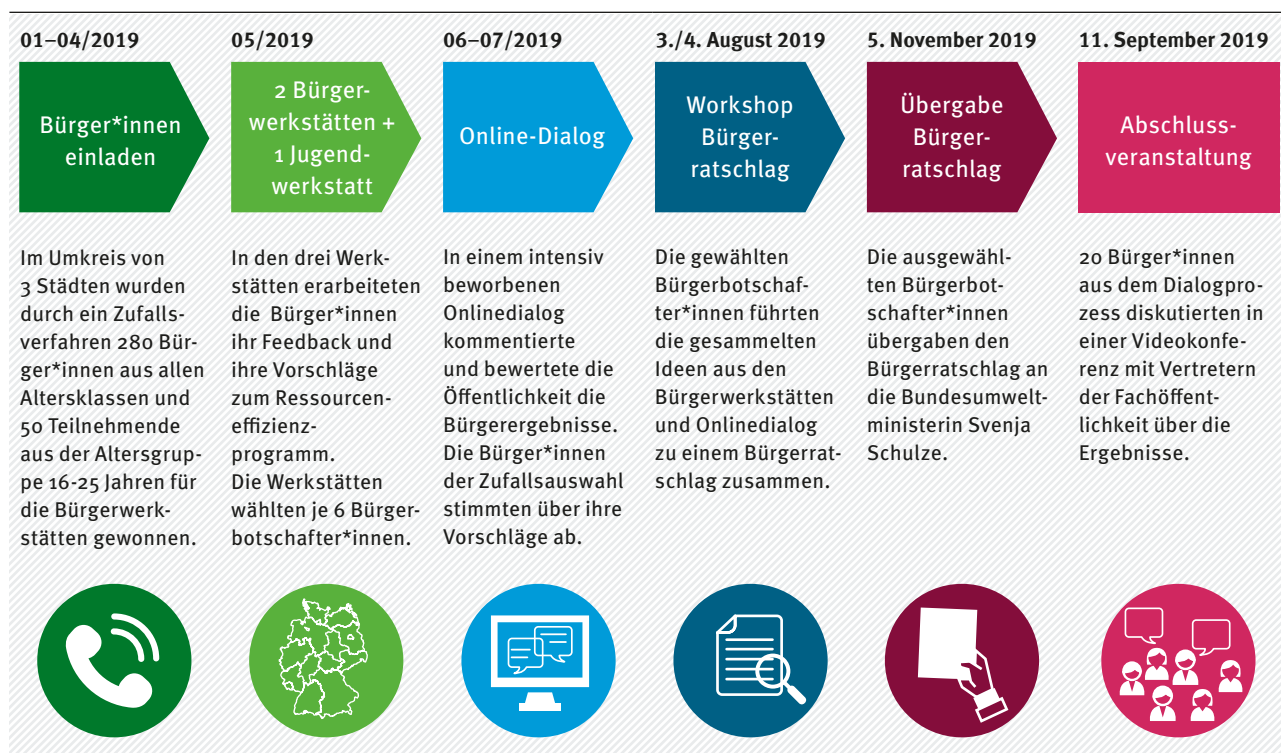 01–04/2019
Bürger*innen
einladen
Im Umkreis von
3 Städten wurden
durch ein Zufalls-
verfahren 280 Bür-
ger*innen aus allen
Altersklassen und
50 Teilnehmende
aus der Altersgrup-
pe 16-25 Jahren für
die Bürgerwerk-
stätten gewonnen.
05/2019
2 Bürger-
werkstätten +
1 Jugend-
werkstatt
In den drei Werk-
stätten erarbeiteten
die Bürger*innen
ihr Feedback und
ihre Vorschläge
zum Ressourcen-
effizienz-
programm.
Die Werkstätten
wählten je 6 Bürger-
botschafter*innen.
06–07/2019
Online-Dialog
In einem intensiv
beworbenen
Onlinedialog
kommentierte
und bewertete die
Öffentlichkeit die
Bürgerergebnisse.
Die Bürger*innen
der Zufallsauswahl
stimmten über ihre
Vorschläge ab.
3./4. August 2019
Workshop
Bürger-
ratschlag
Die gewählten
Bürgerbotschaf-
ter*innen führten
die gesammelten
Ideen aus den
Bürgerwerkstätten
und Onlinedialog
zu einem Bürgerrat-
schlag zusammen.
5. November 2019
Übergabe
Bürger-
ratschlag
Die ausgewähl-
ten Bürgerbot-
schafter*innen
übergaben den
Bürgerratschlag an
die Bundesumwelt-
ministerin Svenja
Schulze.
11. September 2019
Abschluss-
veranstaltung
20 Bürger*innen
aus dem Dialogpro-
zess diskutierten in
einer Videokonfe-
renz mit Vertretern
der Fachöffent-
lichkeit über die
Ergebnisse.